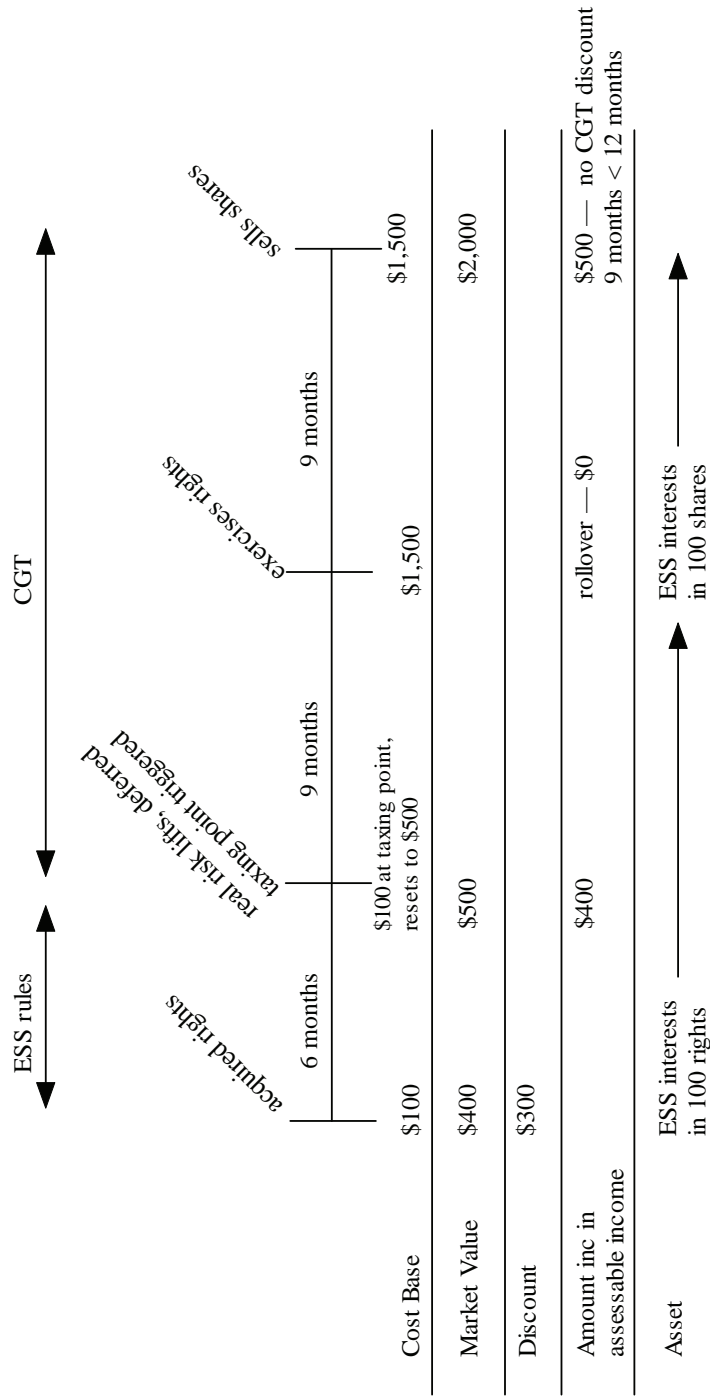 ESS rules
CGT
acquired rights
real risk lifts, deferred
taxing point triggered
exercises rights
sells shares
6 months
9 months
9 months
Cost Base
$100
$100 at taxing point,
resets to $500
$1,500
$1,500
Market Value
$400
$500
$2,000
Discount
$300
Amount inc in
assessable income
$400
rollover — $0
$500 — no CGT discount
9 months < 12 months
Asset
ESS interests
in 100 rights
ESS interests
in 100 shares